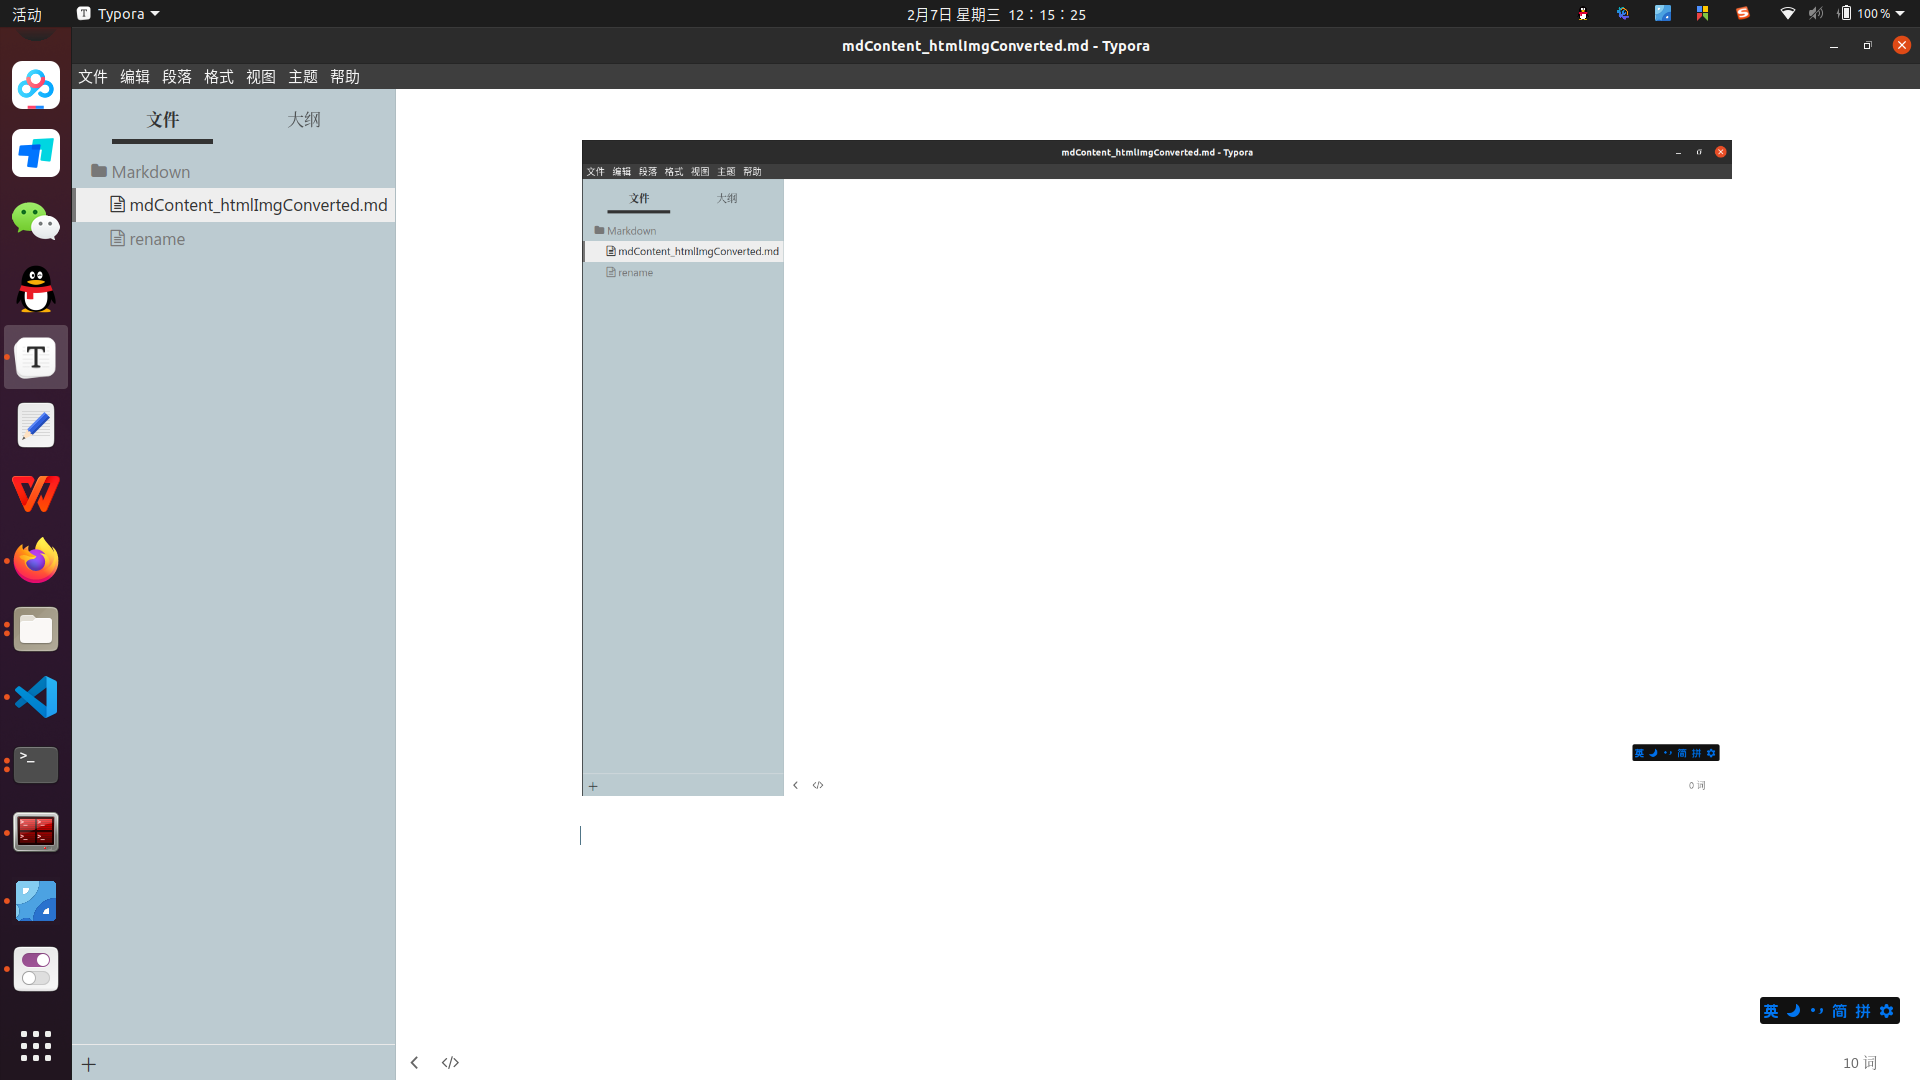 活动
Typora
2月7日 星期三 12：15：25
100 %
mdContent_htmlImgConverted.md - Typora
文件 编辑 段落 格式 视图 主题 帮助
文件 大纲
Markdown
mdContent_htmlImgConverted.md
rename
mdContent_htmlImgConverted.md - Typora
文件 编辑 段落 格式 视图 主题 帮助
文件 大纲
Markdown
mdContent_htmlImgConverted.md
rename
英 简 拼
0 词
英 简 拼
10 词